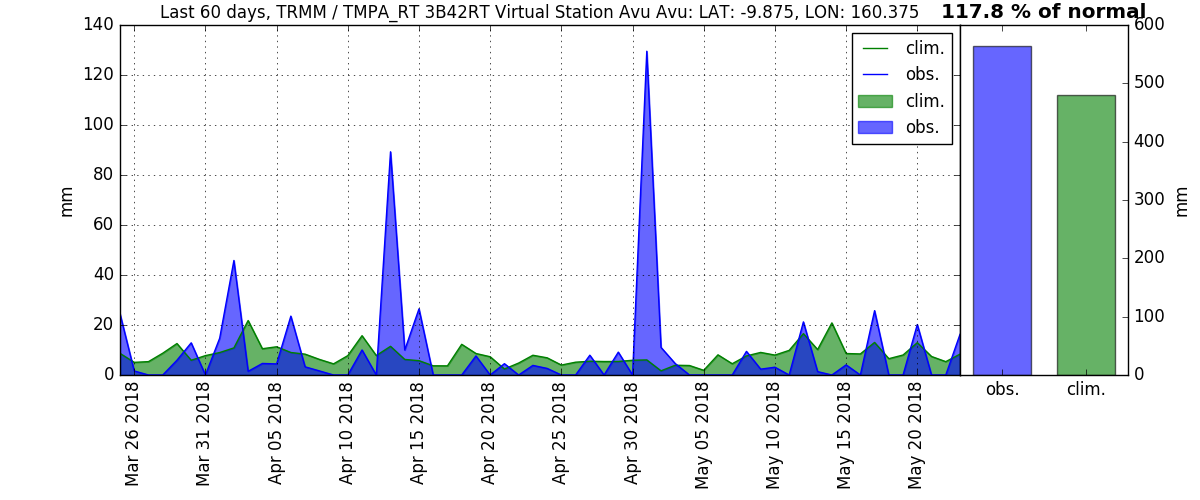 Last 60 days, TRMM / TMPA_RT 3B42RT Virtual Station Avu Avu: LAT: -9.875, LON: 160.375
117.8 % of normal
140
120
100
80
60
40
20
0
mm
clim.
obs.
clim.
obs.
Mar 26 2018
Mar 31 2018
Apr 05 2018
Apr 10 2018
Apr 15 2018
Apr 20 2018
Apr 25 2018
Apr 30 2018
May 05 2018
May 10 2018
May 15 2018
May 20 2018
600
500
400
300
200
100
0
mm
obs.
clim.